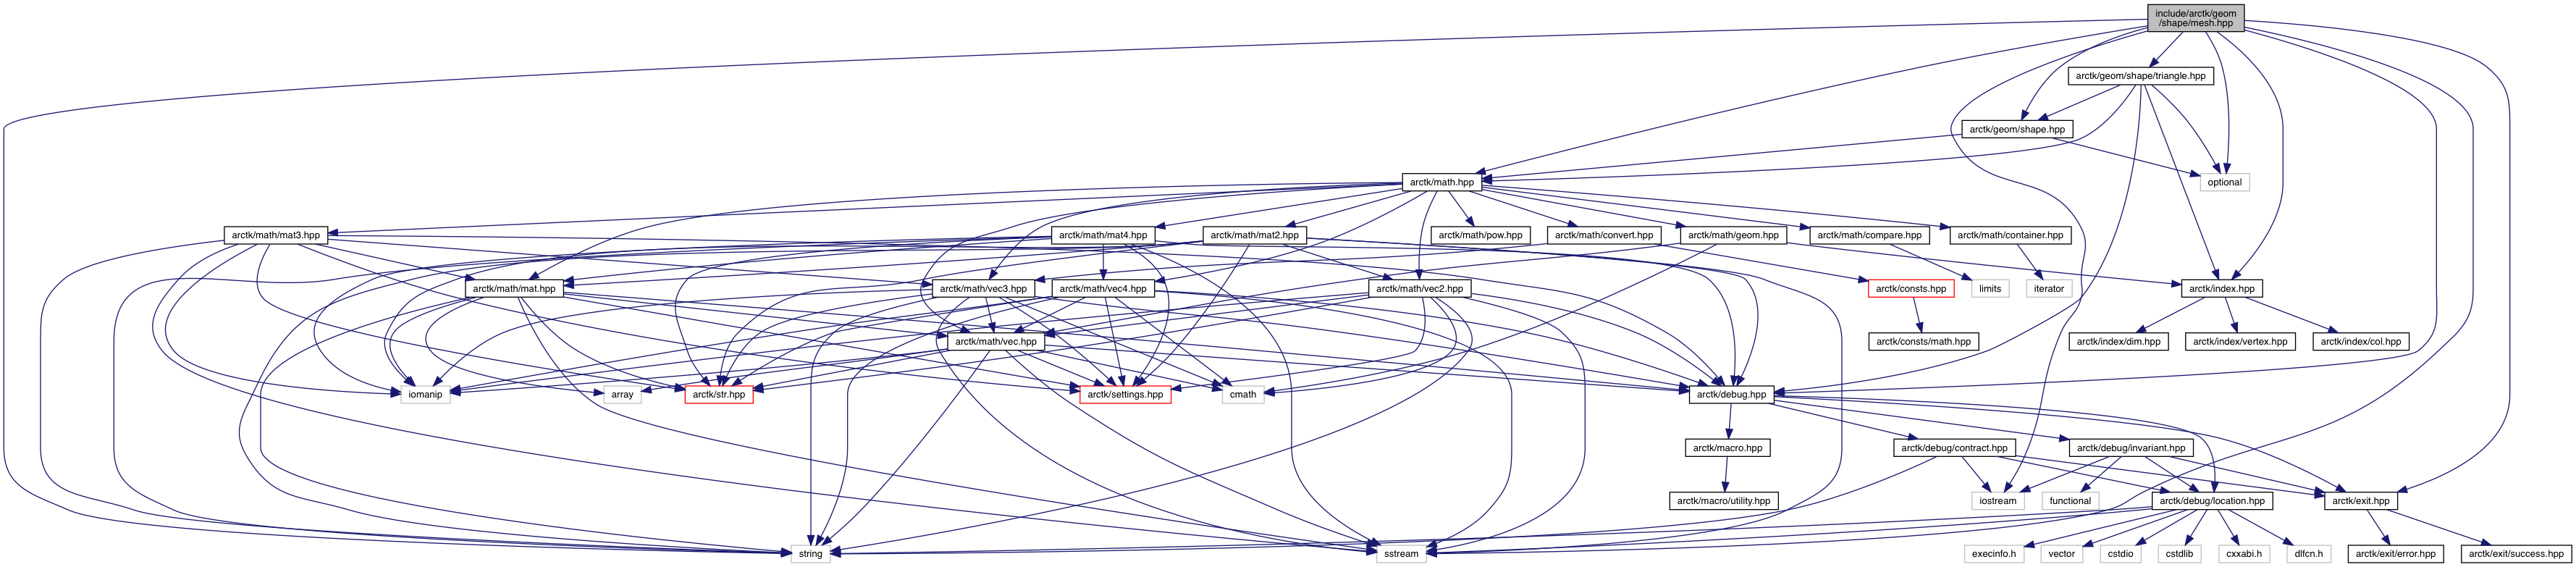 include/arctk/geom
/shape/mesh.hpp
arctk/geom/shape/triangle.hpp
arctk/geom/shape.hpp
arctk/math.hpp
optional
arctk/math/mat3.hpp
arctk/math/mat4.hpp
arctk/math/mat2.hpp
arctk/math/pow.hpp
arctk/math/convert.hpp
arctk/math/geom.hpp
arctk/math/compare.hpp
arctk/math/container.hpp
arctk/math/mat.hpp
arctk/math/vec3.hpp
arctk/math/vec4.hpp
arctk/math/vec2.hpp
arctk/consts.hpp
limits
iterator
arctk/index.hpp
arctk/math/vec.hpp
arctk/consts/math.hpp
arctk/index/dim.hpp
arctk/index/vertex.hpp
arctk/index/col.hpp
iomanip
array
arctk/str.hpp
arctk/settings.hpp
cmath
arctk/debug.hpp
arctk/macro.hpp
arctk/debug/contract.hpp
arctk/debug/invariant.hpp
arctk/macro/utility.hpp
iostream
functional
arctk/debug/location.hpp
arctk/exit.hpp
string
sstream
execinfo.h
vector
cstdio
cstdlib
cxxabi.h
dlfcn.h
arctk/exit/error.hpp
arctk/exit/success.hpp